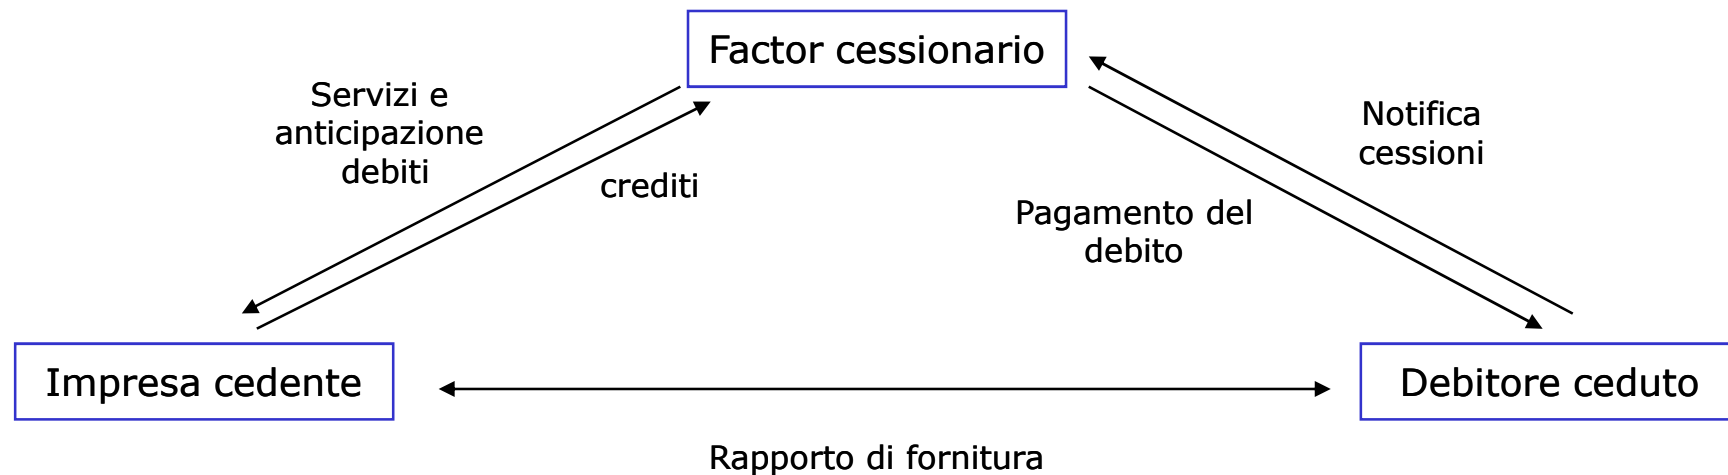 Factor cessionario
Servizi e
anticipazione
debiti
crediti
Notifica
cessioni
Pagamento del
debito
Impresa cedente
Debitore ceduto
Rapporto di fornitura